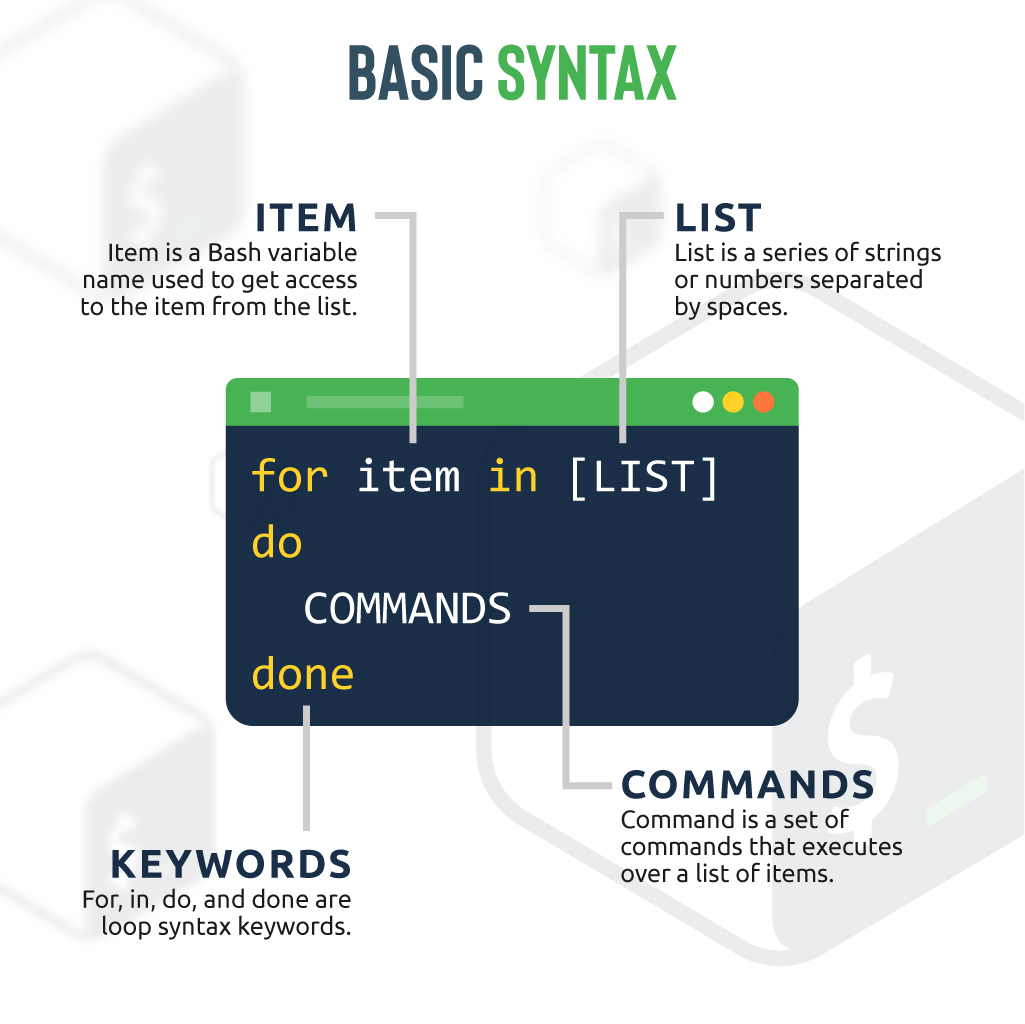 BASIC SYNTAX
ITEM
Item is a Bash variable
name used to get access
to the item from the list.
LIST
List is a series of strings
or numbers separated
by spaces.
for item in [LIST]
do
COMMANDS
done
COMMANDS
Command is a set of
commands that executes
over a list of items.
KEYWORDS
For, in, do, and done are
loop syntax keywords.